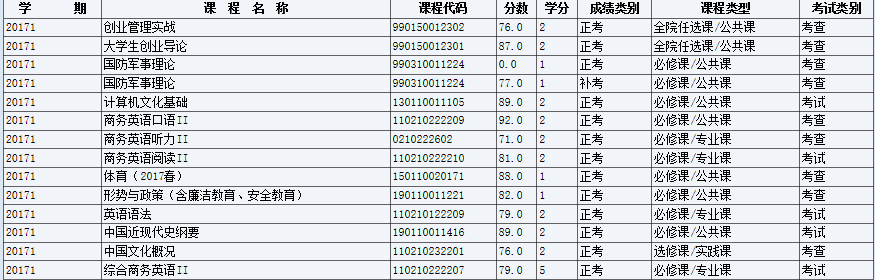 学 期 课 程 名 称 课程代码 分数 学分 成绩类别 课程类型 考试类别
20171 创业管理实战 990150012302 76.0 2 正考 全院任选课/公共课 考查
20171 大学生创业导论 990150012301 87.0 2 正考 全院任选课/公共课 考查
20171 国防军事理论 990310011224 0.0 1 正考 必修课/公共课 考查
20171 国防军事理论 990310011224 77.0 1 补考 必修课/公共课 考查
20171 计算机文化基础 130110011105 89.0 2 正考 必修课/公共课 考试
20171 商务英语口语II 110210222209 92.0 2 正考 必修课/公共课 考查
20171 商务英语听力II 0210222602 71.0 2 正考 必修课/专业课 考查
20171 商务英语阅读II 110210222210 81.0 2 正考 必修课/专业课 考试
20171 体育（2017春） 150110020171 88.0 1 正考 必修课/公共课 考查
20171 形势与政策（含廉洁教育、安全教育） 190110011221 82.0 1 正考 必修课/公共课 考查
20171 英语语法 110210122209 79.0 2 正考 必修课/专业课 考试
20171 中国近现代史纲要 190110011416 89.0 2 正考 必修课/公共课 考试
20171 中国文化概况 110210232201 76.0 2 正考 选修课/实践课 考查
20171 综合商务英语II 110210222207 79.0 5 正考 必修课/专业课 考试